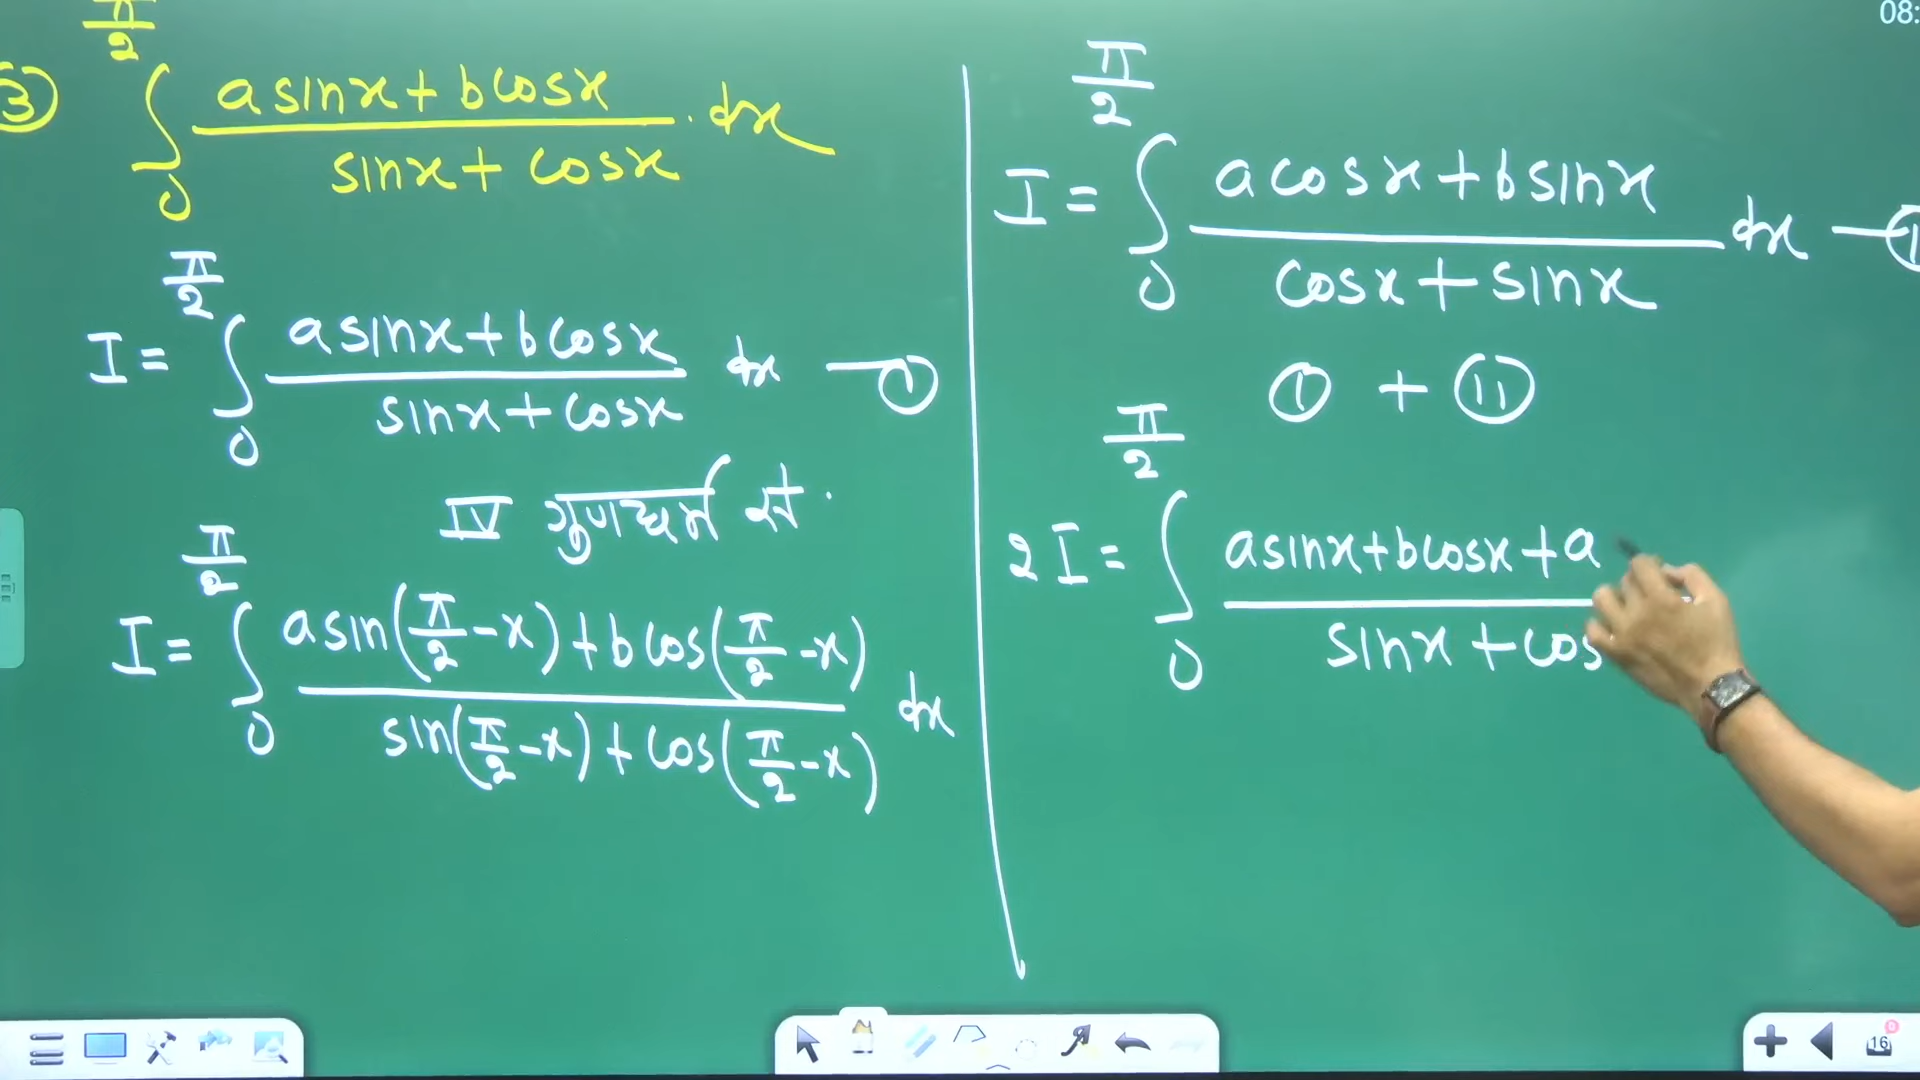 3) ∫₀^(π/2) (a sinx + b cosx)/(sinx + cosx) . dx
I = ∫₀^(π/2) (a sinx + b cosx)/(sinx + cosx) dx — ①
IV गुणधर्म से .
I = ∫₀^(π/2) (a sin(π/2 - x) + b cos(π/2 - x))/(sin(π/2 - x) + cos(π/2 - x)) dx
08:
I = ∫₀^(π/2) (a cosx + b sinx)/(cosx + sinx) dx —
① + ⑪
2I = ∫₀^(π/2) (a sinx + b cosx + a)/(sinx + cos
16